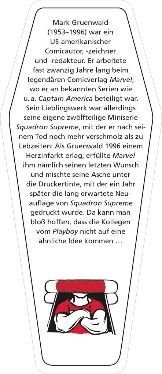 Mark Gruenwald
(1953–1996) war ein
US-amerikanischer
Comicautor, -zeichner
und -redakteur. Er arbeitete
fast zwanzig Jahre lang beim
legendären Comicverlag Marvel,
wo er an bekannten Serien wie
u. a. Captain America beteiligt war.
Sein Lieblingswerk war allerdings
seine eigene zwölfteilige Miniserie
Squadron Supreme, mit der er nach sei-
nem Tod noch mehr verschmolz als zu
Lebzeiten: Als Gruenwald 1996 einem
Herzinfarkt erlag, erfüllte Marvel
ihm nämlich seinen letzten Wunsch
und mischte seine Asche unter
die Druckertinte, mit der ein Jahr
später die lang erwartete Neu-
auflage von Squadron Supreme
gedruckt wurde. Da kann man
bloß hoffen, dass die Kollegen
vom Playboy nicht auf eine
ähnliche Idee kommen ...